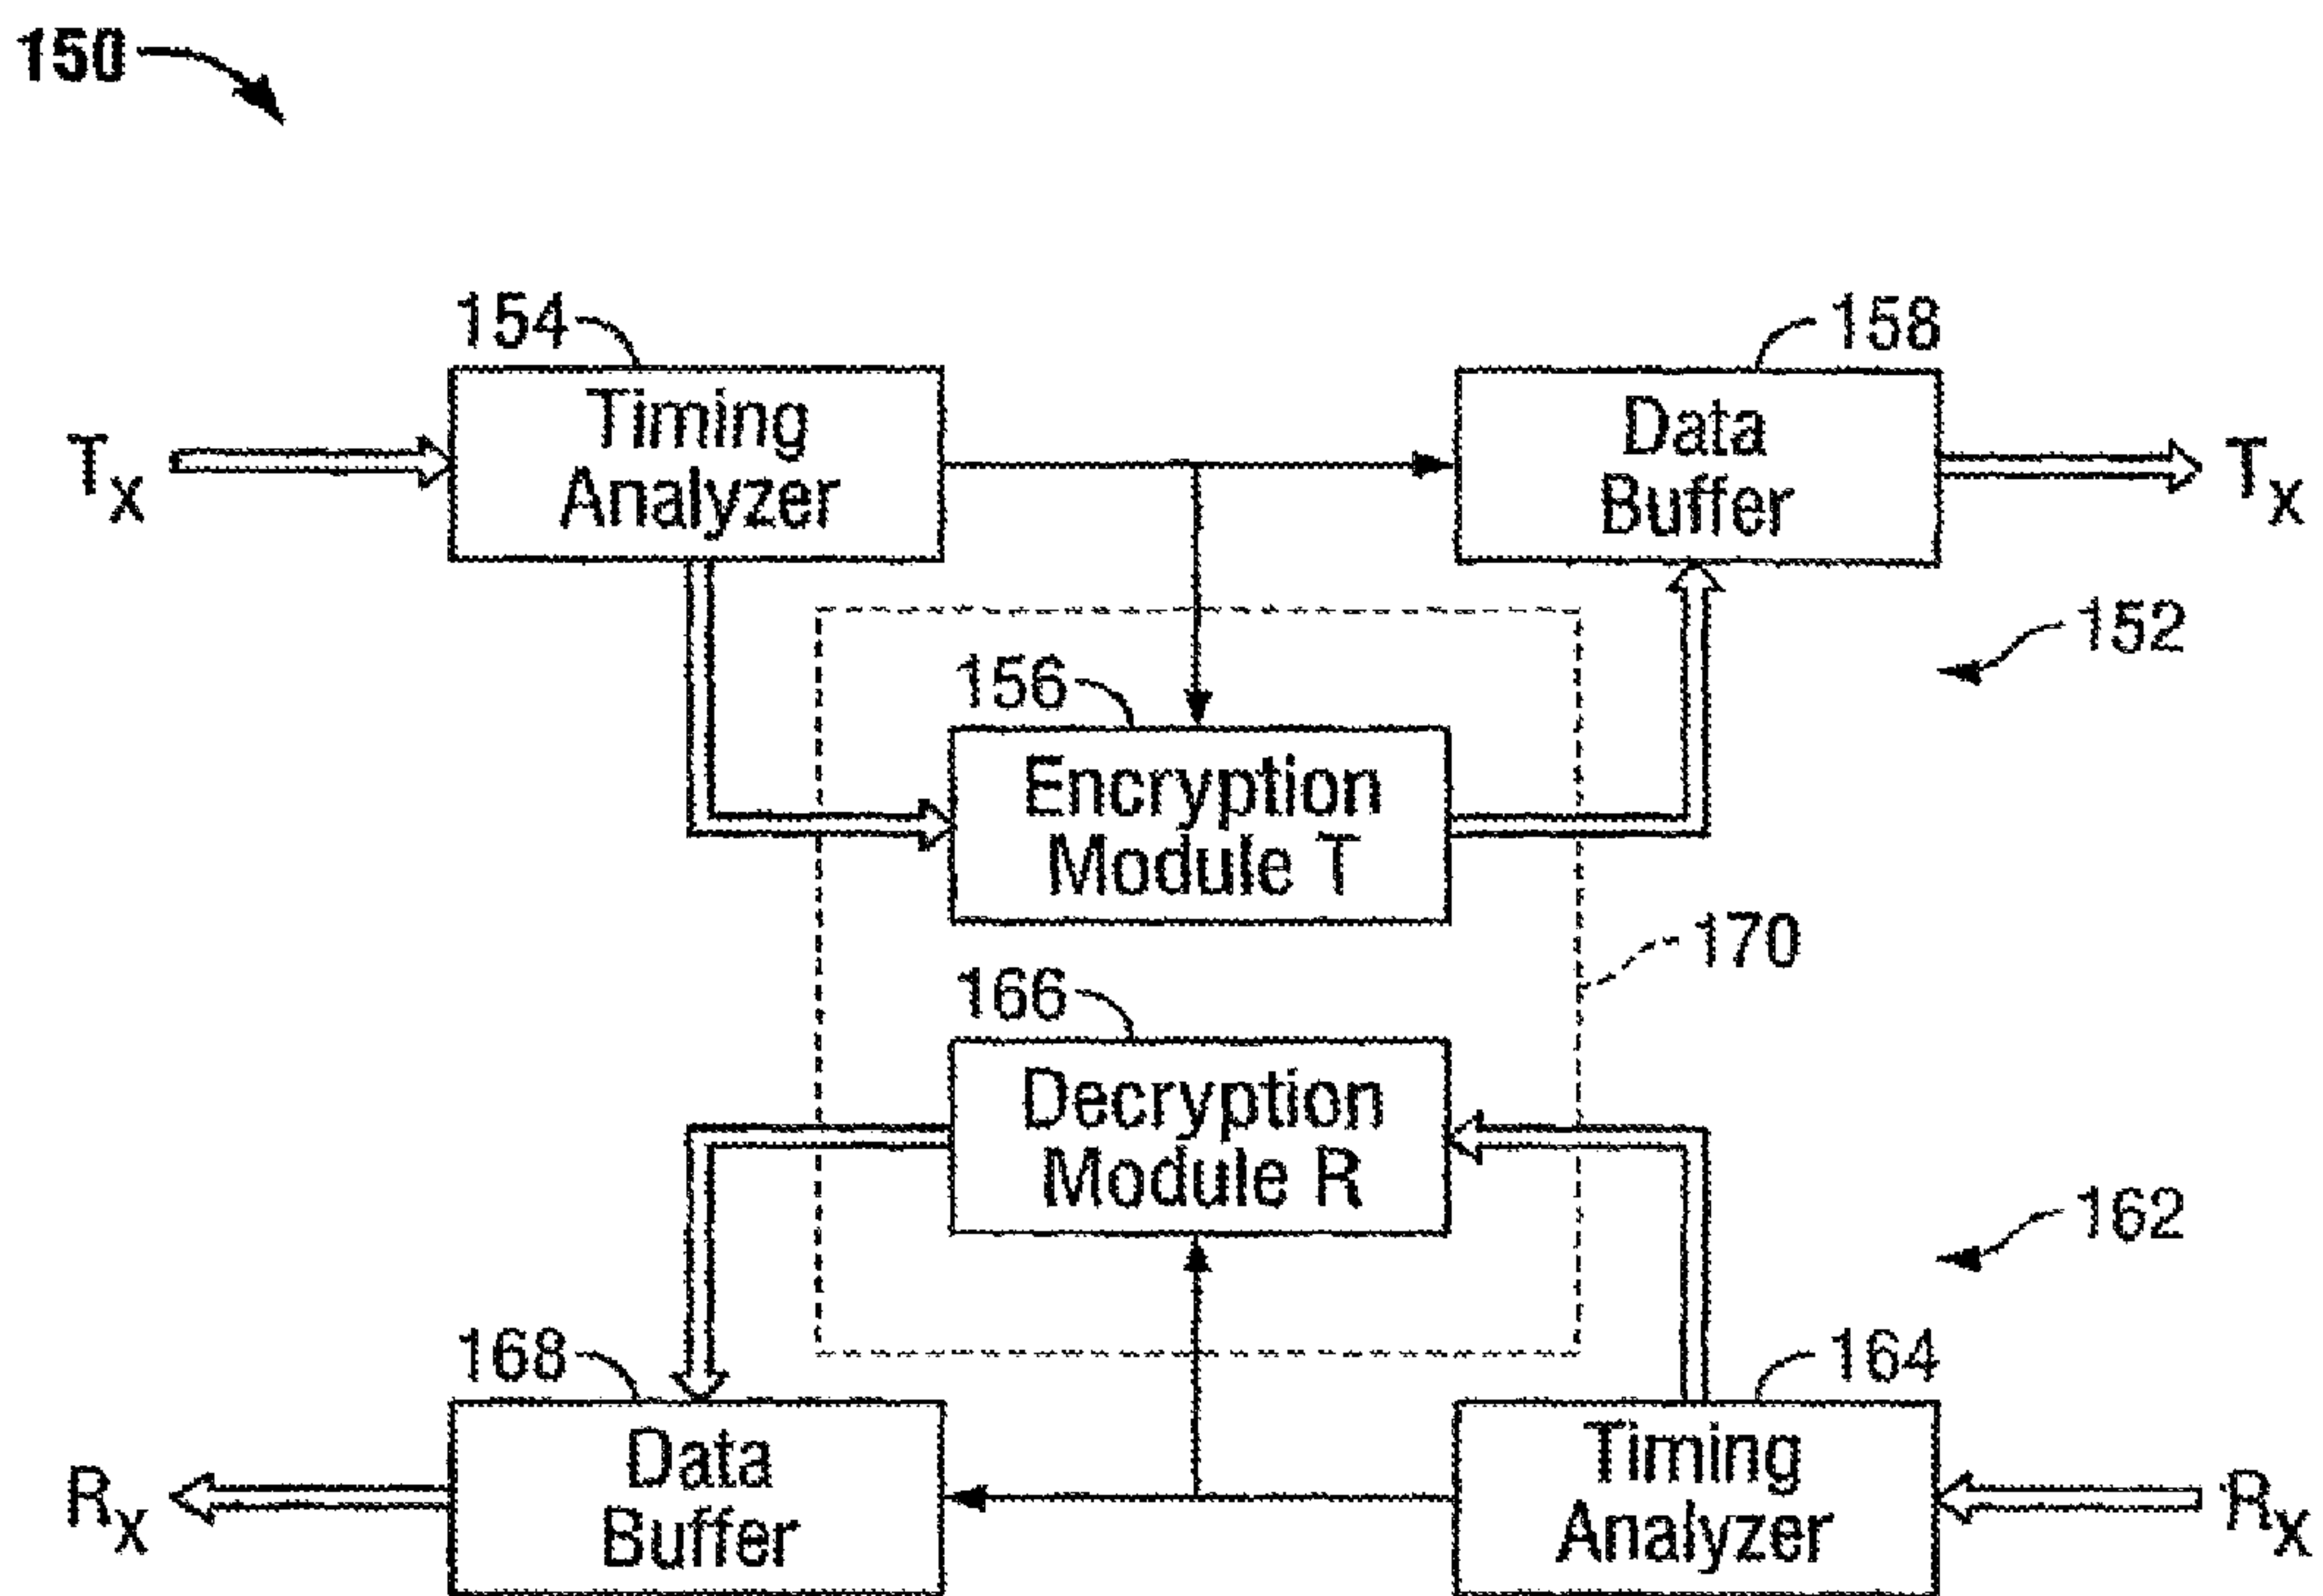 150
154
158
Timing
Analyzer
Data
Buffer
Tx
Tx
152
156
Encryption
Module T
170
166
Decryption
Module R
162
168
164
Data
Buffer
Timing
Analyzer
Rx
Rx